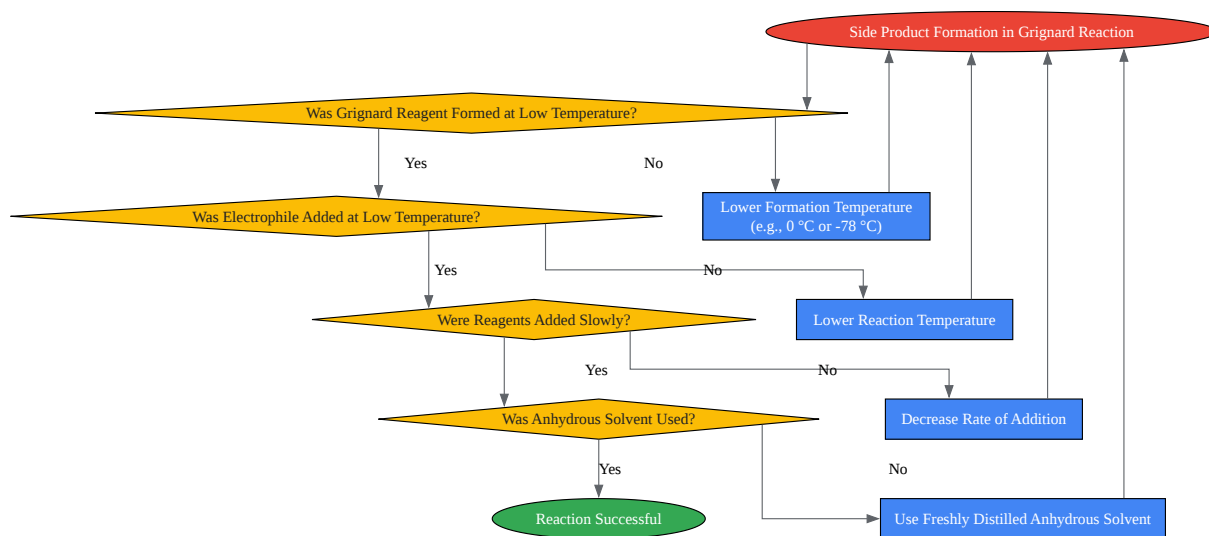 Side Product Formation in Grignard Reaction
Was Grignard Reagent Formed at Low Temperature?
Yes
No
Lower Formation Temperature
(e.g., 0 °C or -78 °C)
Was Electrophile Added at Low Temperature?
Yes
No
Lower Reaction Temperature
Were Reagents Added Slowly?
Yes
No
Decrease Rate of Addition
Was Anhydrous Solvent Used?
Yes
No
Reaction Successful
Use Freshly Distilled Anhydrous Solvent